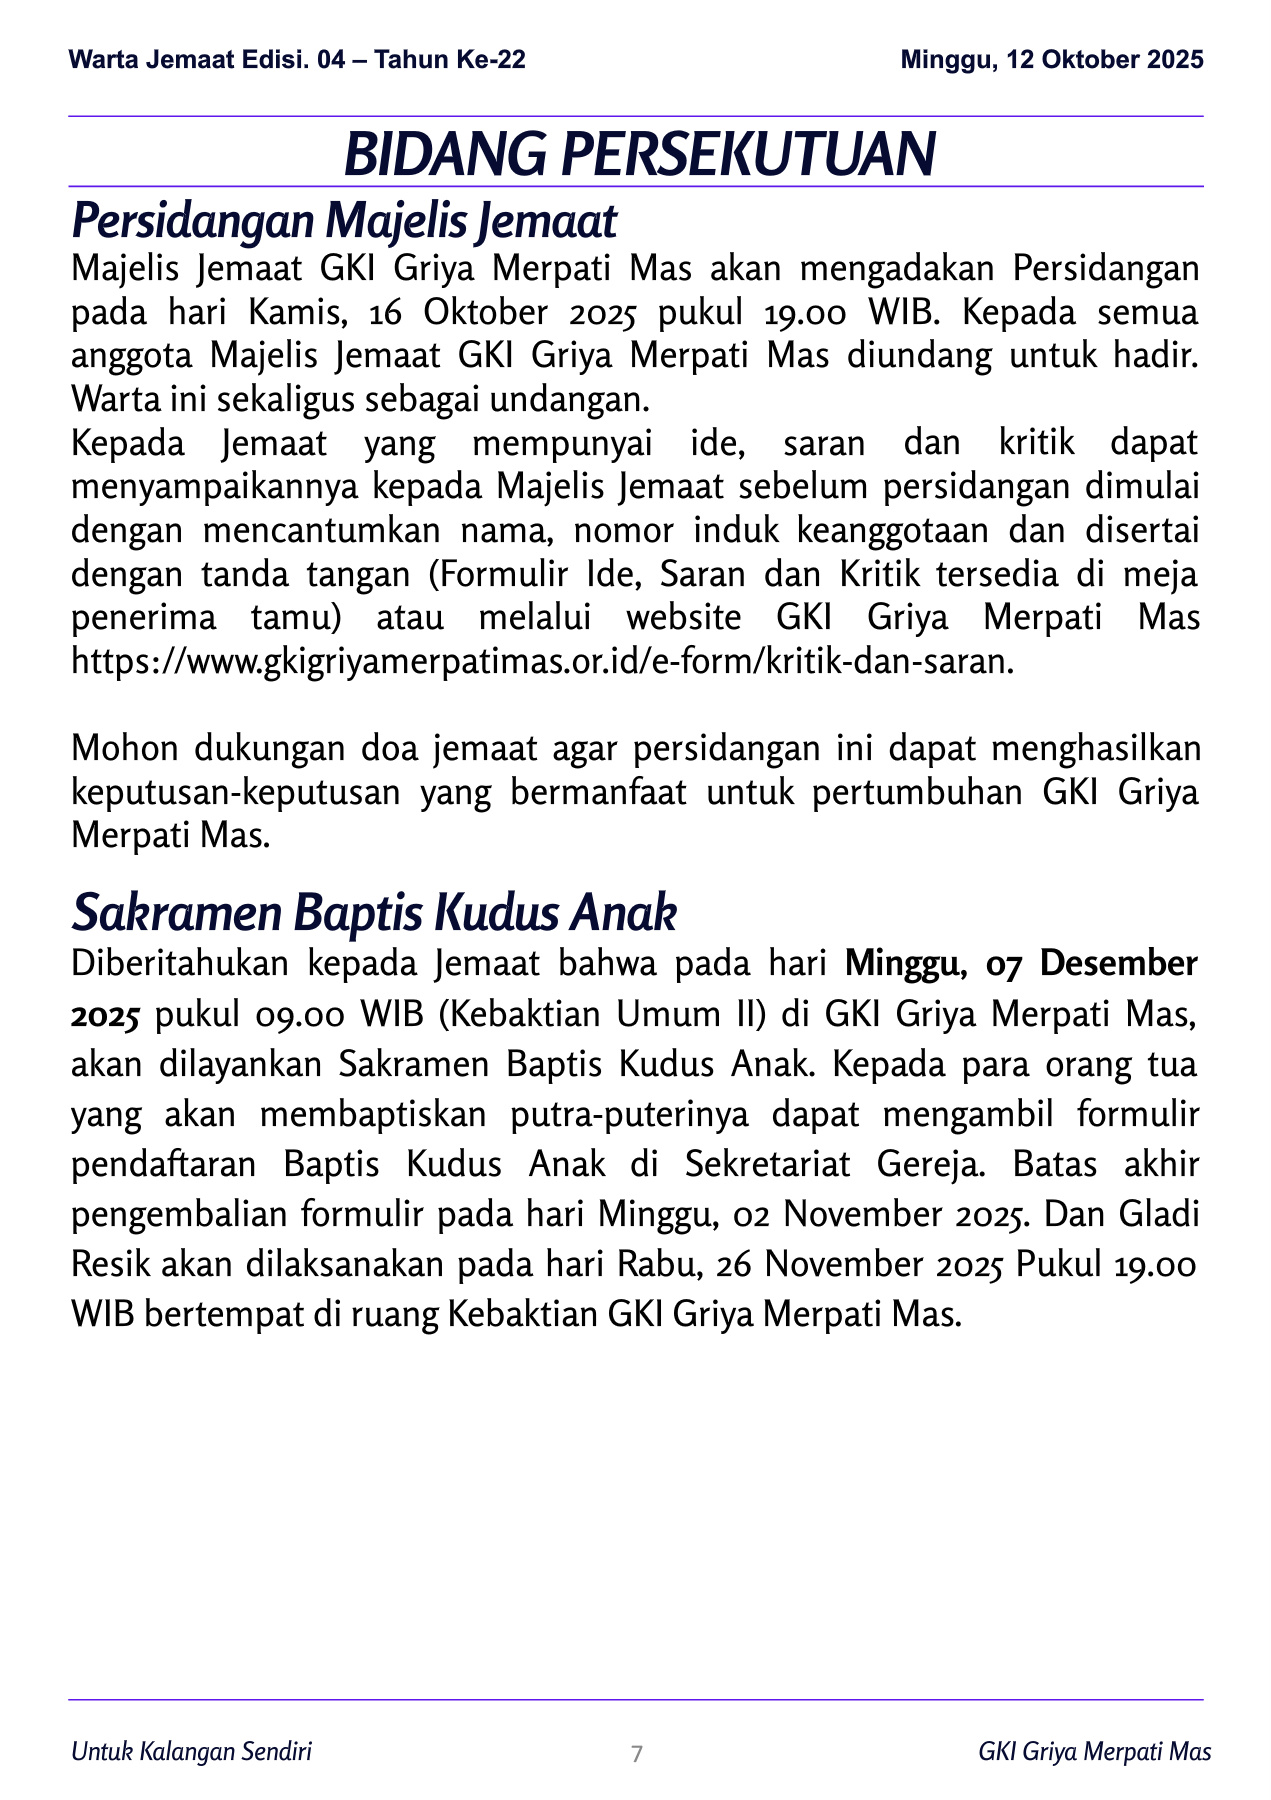 Warta Jemaat Edisi. 04 – Tahun Ke-22 Minggu, 12 Oktober 2025
BIDANG PERSEKUTUAN
Persidangan Majelis Jemaat
Majelis Jemaat GKI Griya Merpati Mas akan mengadakan Persidangan
pada hari Kamis, 16 Oktober 2025 pukul 19.00 WIB. Kepada semua
anggota Majelis Jemaat GKI Griya Merpati Mas diundang untuk hadir.
Warta ini sekaligus sebagai undangan.
Kepada Jemaat yang mempunyai ide, saran dan kritik dapat
menyampaikannya kepada Majelis Jemaat sebelum persidangan dimulai
dengan mencantumkan nama, nomor induk keanggotaan dan disertai
dengan tanda tangan (Formulir Ide, Saran dan Kritik tersedia di meja
penerima tamu) atau melalui website GKI Griya Merpati Mas
https://www.gkigriyamerpatimas.or.id/e-form/kritik-dan-saran.
Mohon dukungan doa jemaat agar persidangan ini dapat menghasilkan
keputusan-keputusan yang bermanfaat untuk pertumbuhan GKI Griya
Merpati Mas.
Sakramen Baptis Kudus Anak
Diberitahukan kepada Jemaat bahwa pada hari Minggu, 07 Desember
2025 pukul 09.00 WIB (Kebaktian Umum II) di GKI Griya Merpati Mas,
akan dilayankan Sakramen Baptis Kudus Anak. Kepada para orang tua
yang akan membaptiskan putra-puterinya dapat mengambil formulir
pendaftaran Baptis Kudus Anak di Sekretariat Gereja. Batas akhir
pengembalian formulir pada hari Minggu, 02 November 2025. Dan Gladi
Resik akan dilaksanakan pada hari Rabu, 26 November 2025 Pukul 19.00
WIB bertempat di ruang Kebaktian GKI Griya Merpati Mas.
Untuk Kalangan Sendiri 7 GKI Griya Merpati Mas